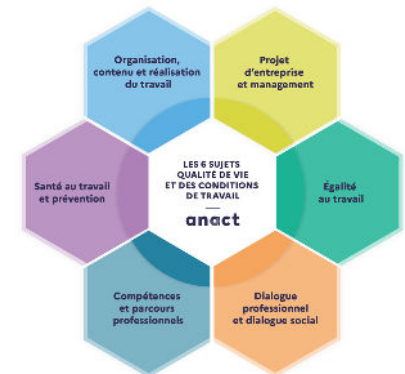 Organisation,
contenu et réalisation
du travail
Projet
d'entreprise
et management
Santé au travail
et prévention
LES 6 SUJETS
QUALITÉ DE VIE
ET DES CONDITIONS
DE TRAVAIL
anact
Égalité
au travail
Compétences
et parcours
professionnels
Dialogue
professionnel
et dialogue social